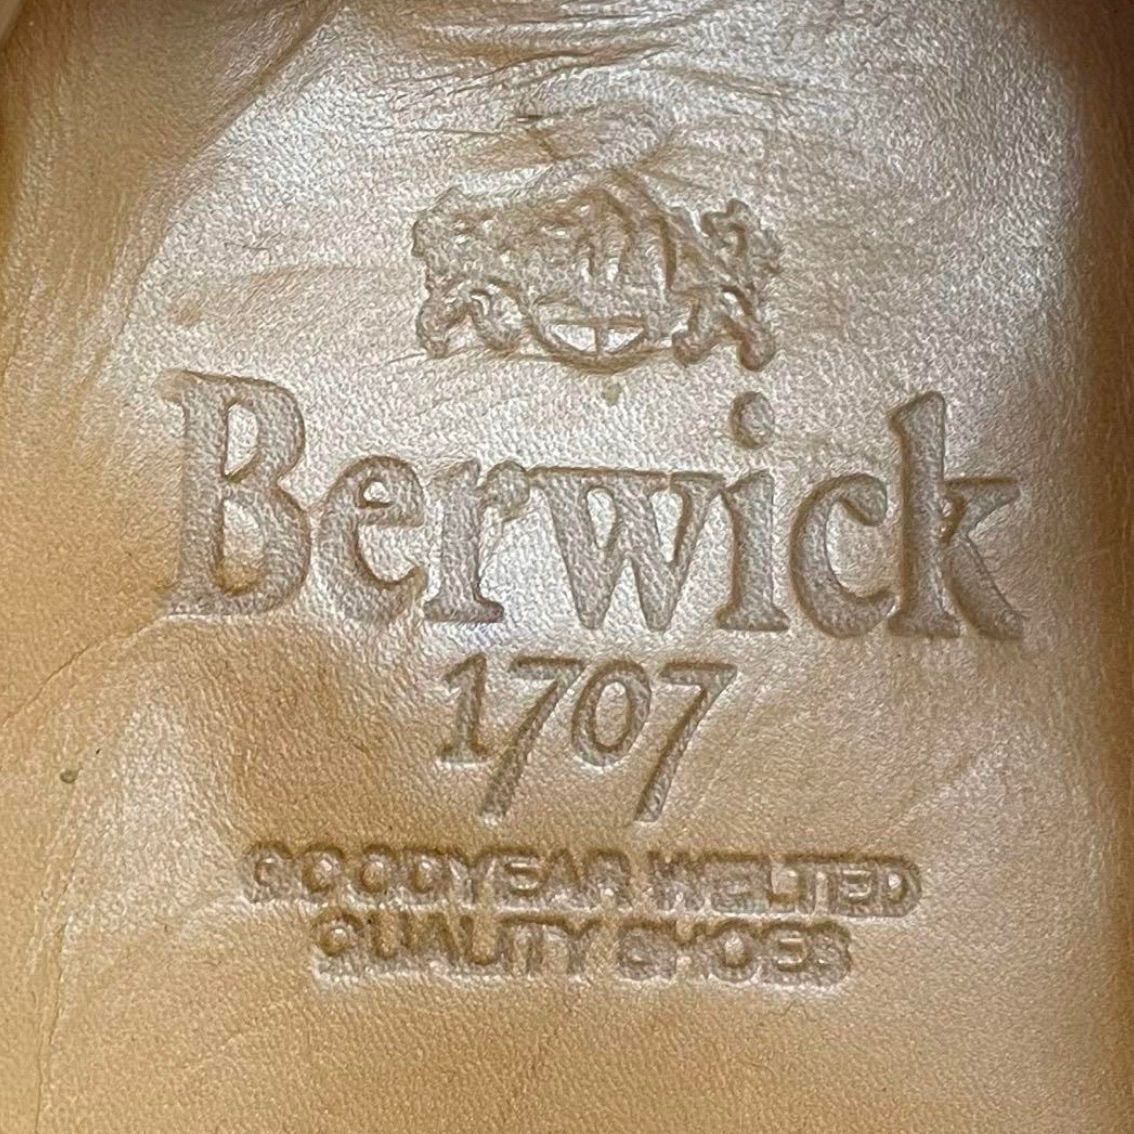 Berwick
1707
GOODYEAR WELTED
QUALITY SHOES